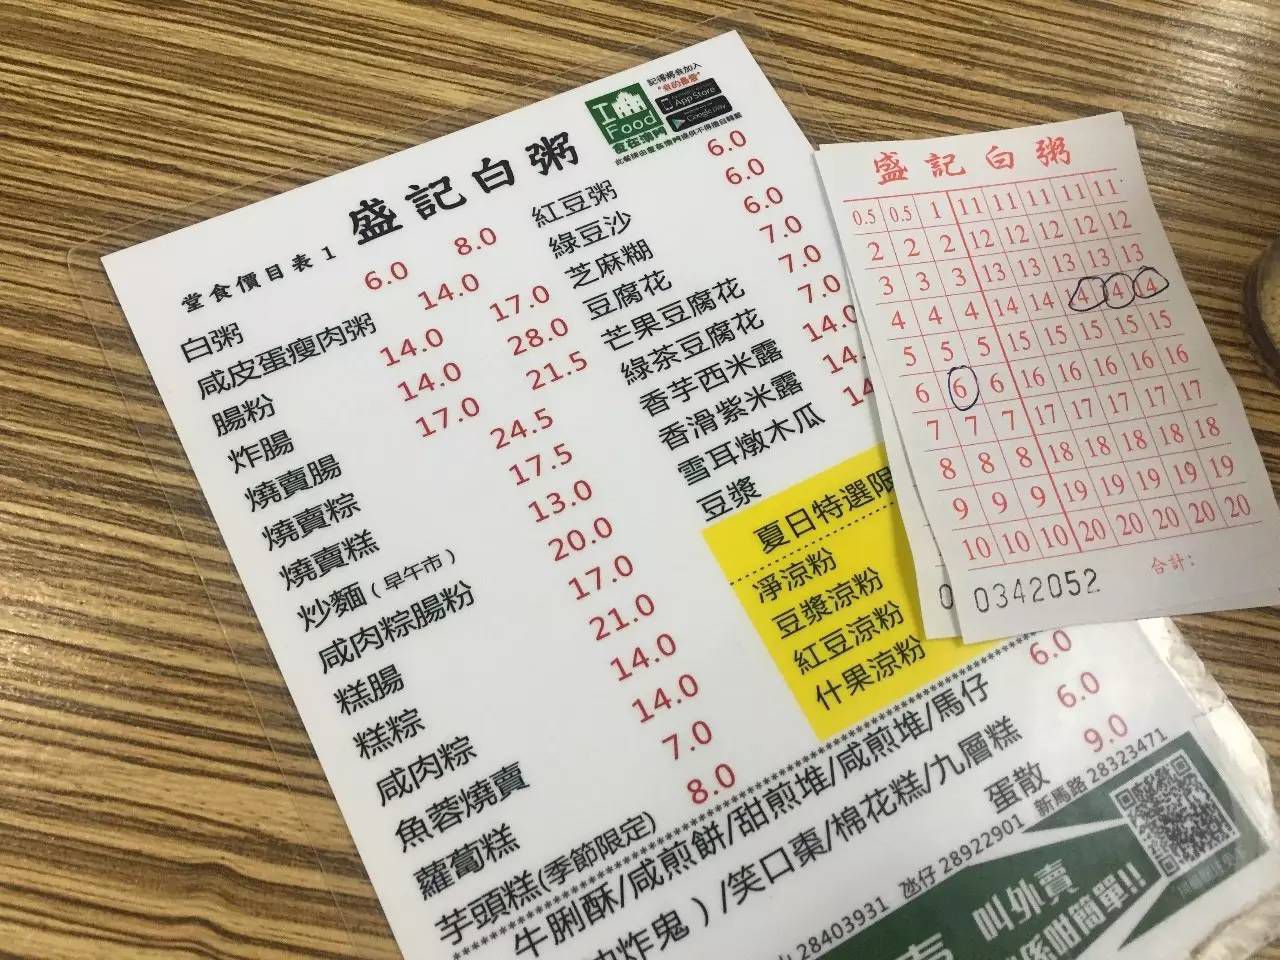 I
Food
食在澳門
記得將我加入
"我的最愛"
App Store
Google play
盛記白粥
堂食價目表 1
白粥 6.0 8.0
咸皮蛋瘦肉粥 14.0
腸粉 14.0 17.0
炸腸 14.0 28.0
燒賣腸 17.0 21.5
燒賣粽 24.5
燒賣糕 17.5
炒麵(早午市) 13.0
咸肉粽腸粉 20.0
糕腸 17.0
糕粽 21.0
咸肉粽 14.0
魚蓉燒賣 14.0
蘿蔔糕 7.0
芋頭糕(季節限定) 8.0
紅豆粥 6.0
綠豆沙 6.0
芝麻糊 6.0
豆腐花 7.0
芒果豆腐花 7.0
綠茶豆腐花 7.0
香芋西米露 14.0
香滑紫米露 14.
雪耳燉木瓜 14
豆漿
夏日特選限
淨涼粉
豆漿涼粉
紅豆涼粉
什果涼粉
牛脷酥/咸煎餅/甜煎堆/咸煎堆/馬仔 6.0
炸鬼)/笑口棗/棉花糕/九層糕 6.0
蛋散 9.0
28403931 氹仔 28922901 新馬路 28323471
叫外賣
係咁簡單!!
盛記白粥
0.5 0.5 1 11 11 11 11 11
2 2 2 12 12 12 12 12
3 3 3 13 13 13 13 13
4 4 4 14 14 14 14 14
5 5 5 15 15 15 15 15
6 6 6 16 16 16 16 16
7 7 7 17 17 17 17 17
8 8 8 18 18 18 18 18
9 9 9 19 19 19 19 19
10 10 10 20 20 20 20 20
合計:
0 0342052